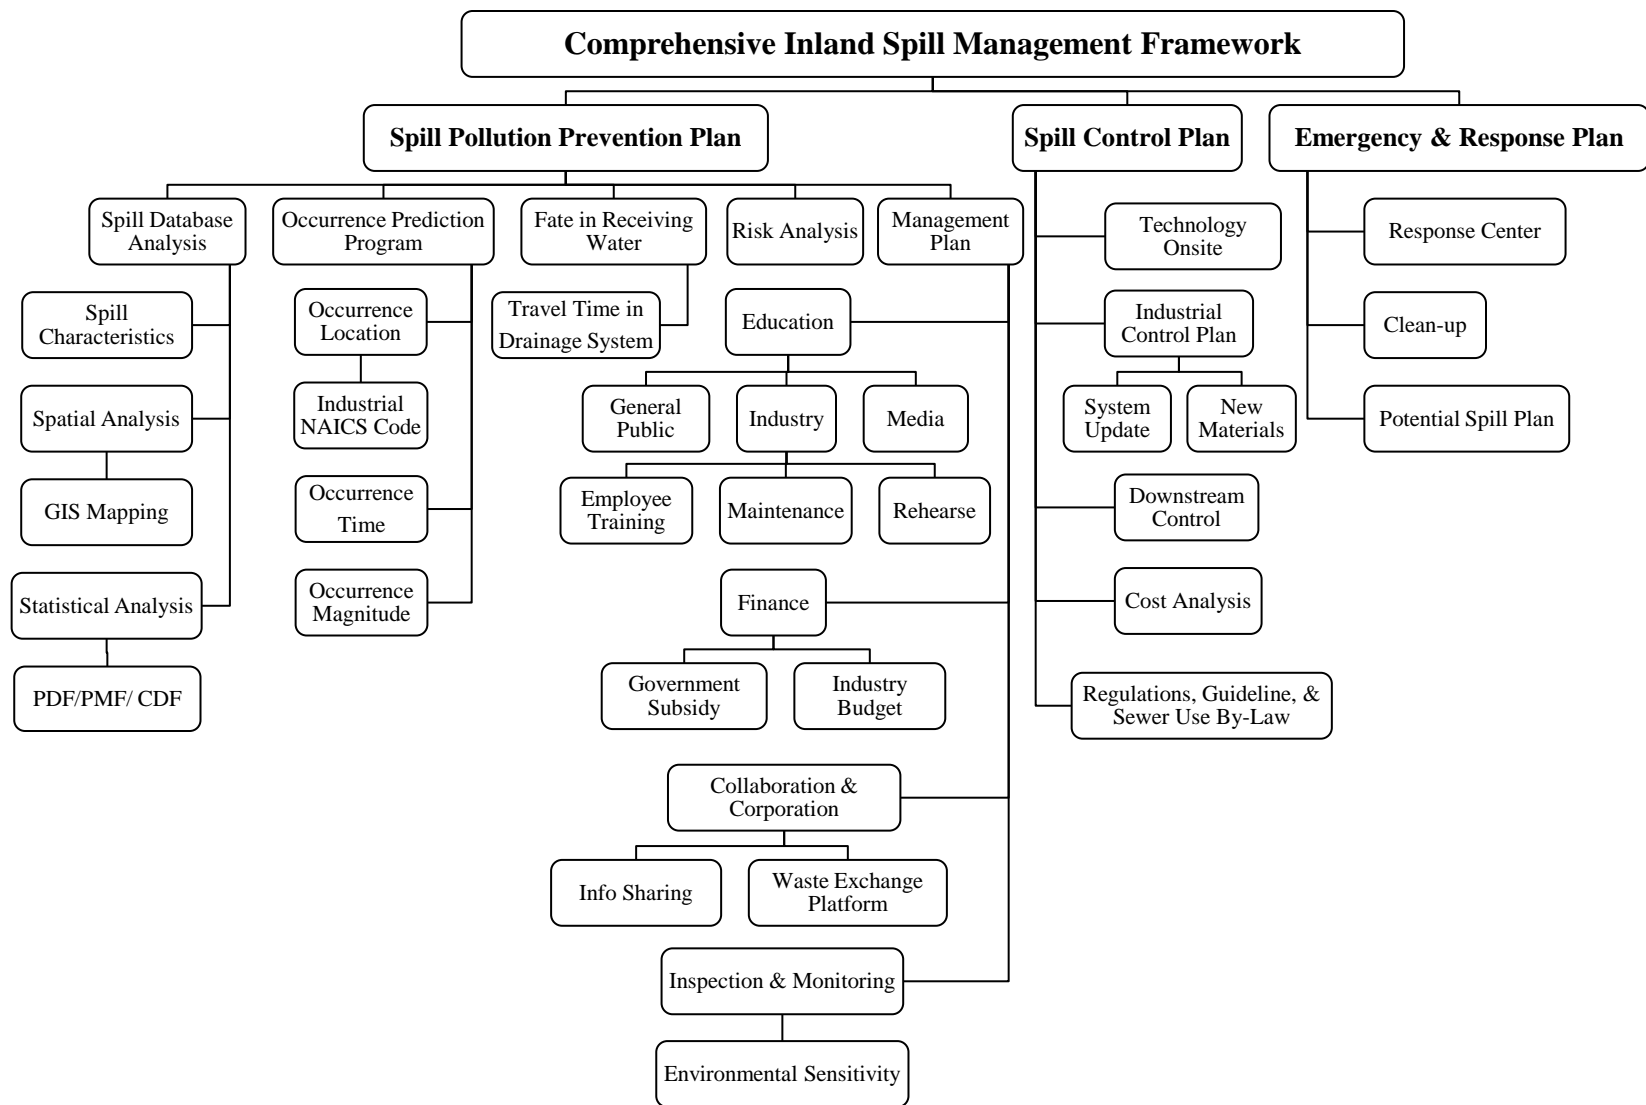 Comprehensive Inland Spill Management Framework
Spill Pollution Prevention Plan
Spill Control Plan
Emergency & Response Plan
Spill Database
Analysis
Occurrence Prediction
Program
Fate in Receiving
Water
Risk Analysis
Management
Plan
Spill
Characteristics
Spatial Analysis
GIS Mapping
Statistical Analysis
PDF/PMF/ CDF
Occurrence
Location
Industrial
NAICS Code
Occurrence
Time
Occurrence
Magnitude
Travel Time in
Drainage System
Education
General
Public
Industry
Media
Employee
Training
Maintenance
Rehearse
Finance
Government
Subsidy
Industry
Budget
Collaboration &
Corporation
Info Sharing
Waste Exchange
Platform
Inspection & Monitoring
Environmental Sensitivity
Technology
Onsite
Industrial
Control Plan
System
Update
New
Materials
Downstream
Control
Cost Analysis
Regulations, Guideline, &
Sewer Use By-Law
Response Center
Clean-up
Potential Spill Plan